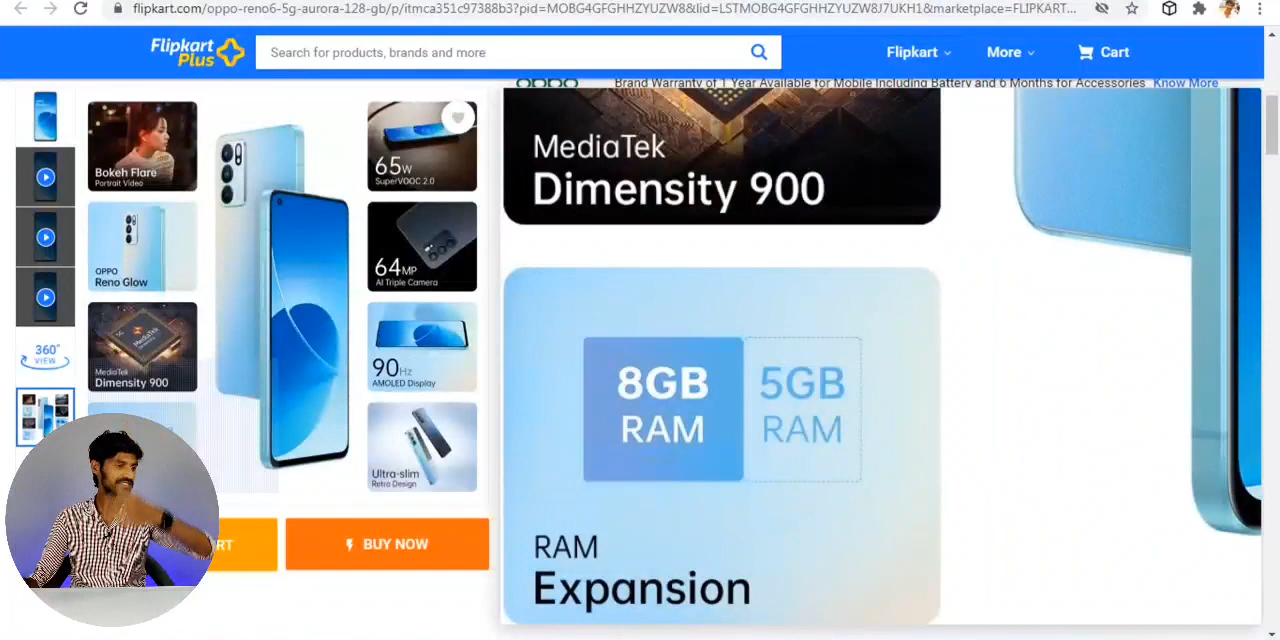 flipkart.com/oppo-reno6-5g-aurora-128-gb/p/itmca351c97388b3?pid=MOBG4GFGHHZYUZW8&lid=LSTMOBG4GFGHHZYUZW8J7UKH1&marketplace=FLIPKART...
Flipkart
Plus
Search for products, brands and more
Flipkart
More
Cart
oppo
Brand Warranty of 1 Year Available for Mobile Including Battery and 6 Months for Accessories Know More
Bokeh Flare
Portrait Video
65W
SuperVOOC 2.0
OPPO
Reno Glow
64MP
AI Triple Camera
MediaTek
Dimensity 900
90Hz
AMOLED Display
Ultra-slim
Retro Design
360°
VIEW
RT
BUY NOW
MediaTek
Dimensity 900
8GB
RAM
5GB
RAM
RAM
Expansion